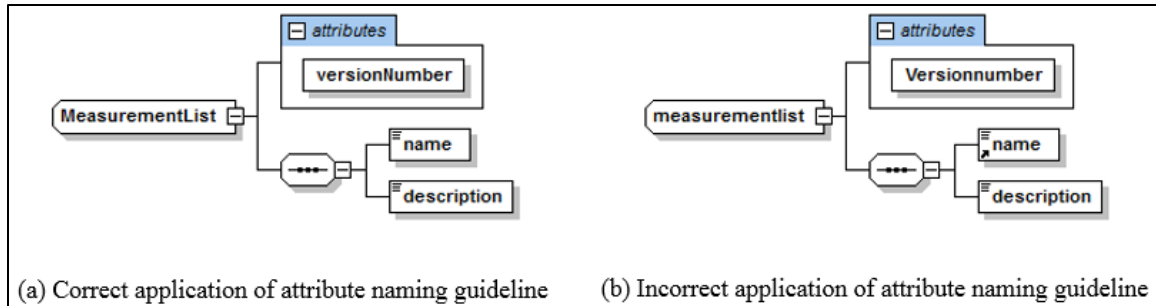 attributes
versionNumber
MeasurementList
name
description
(a) Correct application of attribute naming guideline
attributes
Versionnumber
measurementlist
name
description
(b) Incorrect application of attribute naming guideline